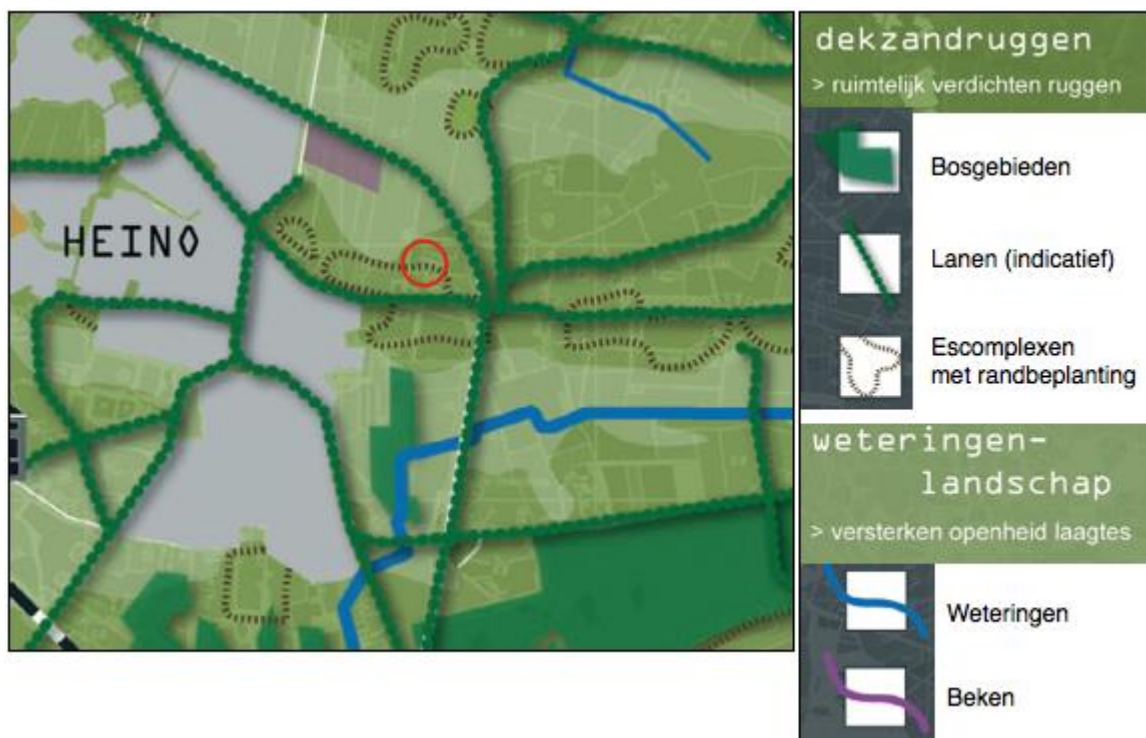 HEINO
dekzandruggen
> ruimtelijk verdichten ruggen
Bosgebieden
Lanen (indicatief)
Escomplexen
met randbeplanting
weteringen-
landschap
> versterken openheid laagtes
Weteringen
Beken